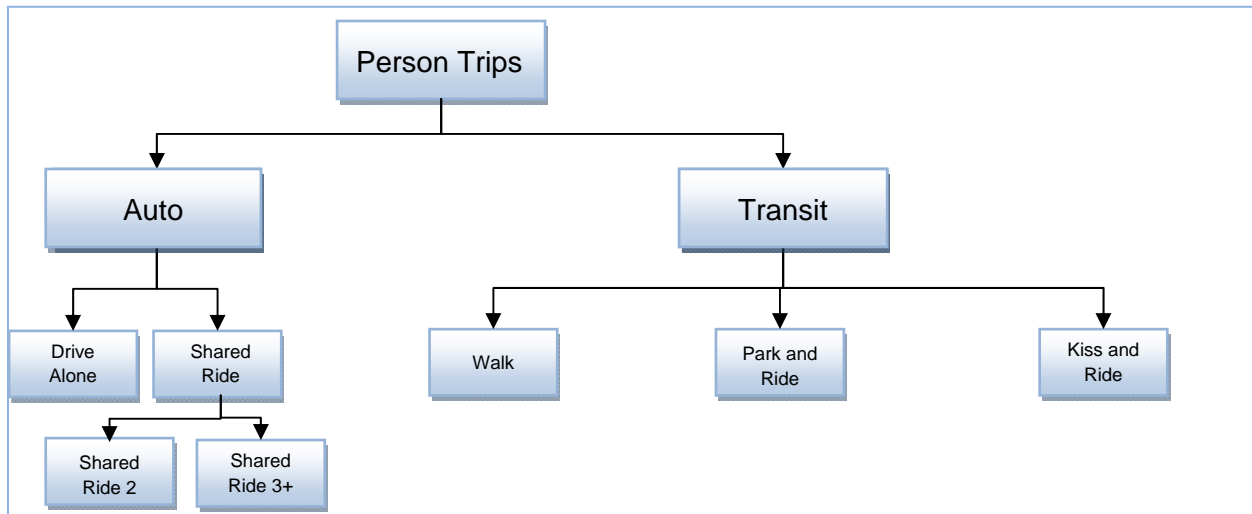 Person Trips
Auto
Transit
Drive
Alone
Shared
Ride
Walk
Park and
Ride
Kiss and
Ride
Shared
Ride 2
Shared
Ride 3+